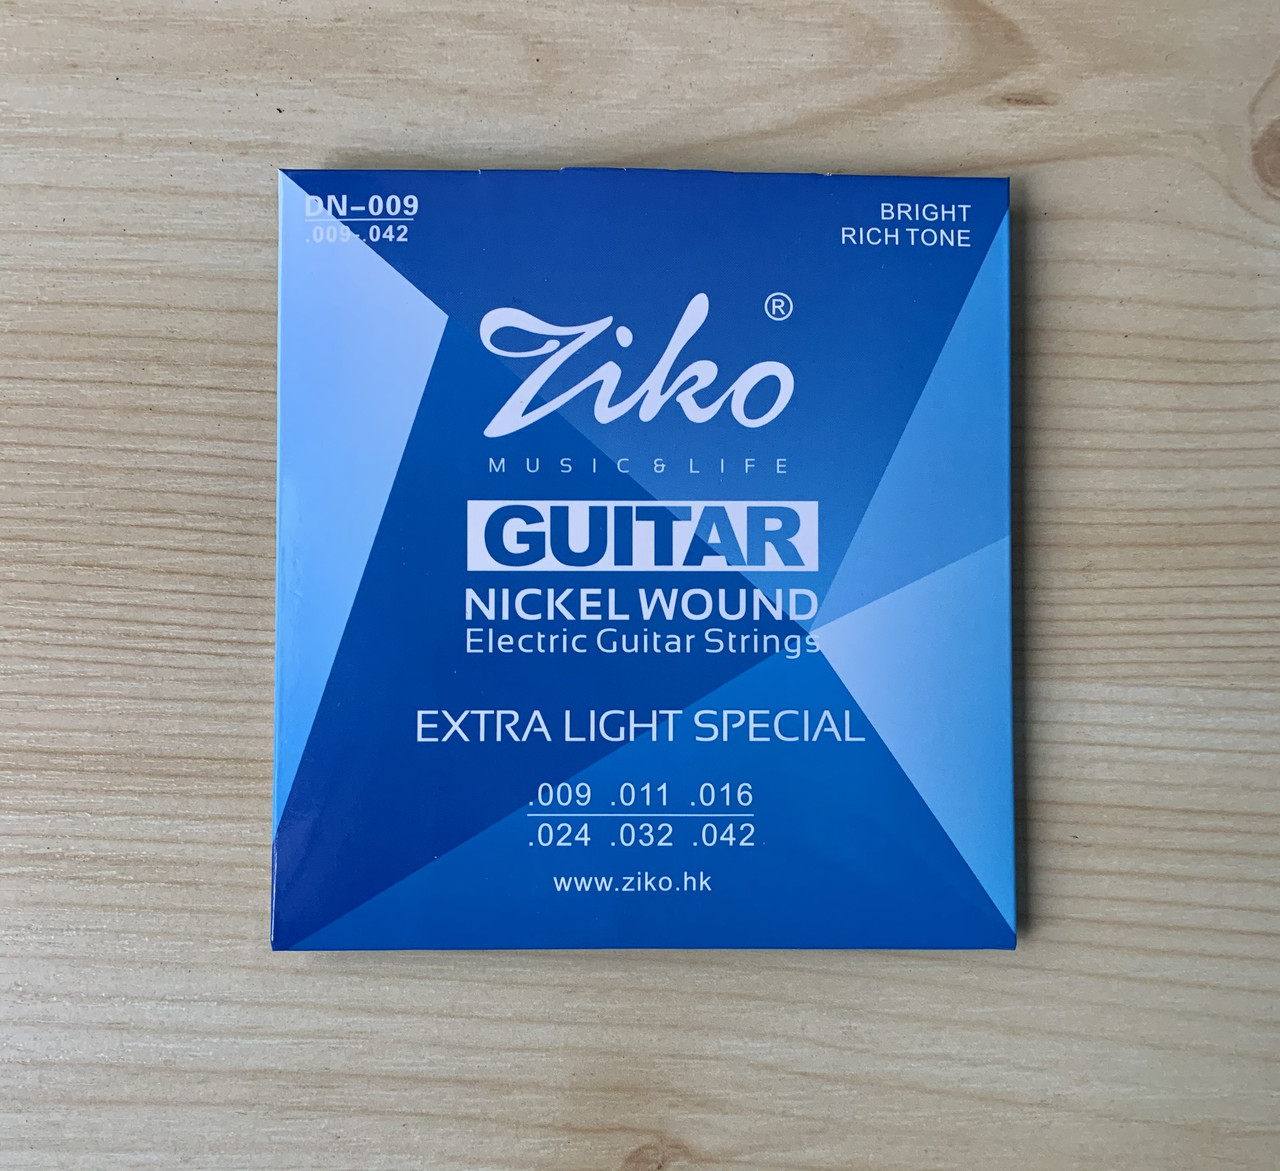 DN-009
.009-.042
BRIGHT
RICH TONE
Ziko®
MUSIC & LIFE
GUITAR
NICKEL WOUND
Electric Guitar Strings
EXTRA LIGHT SPECIAL
.009 .011 .016
.024 .032 .042
www.ziko.hk